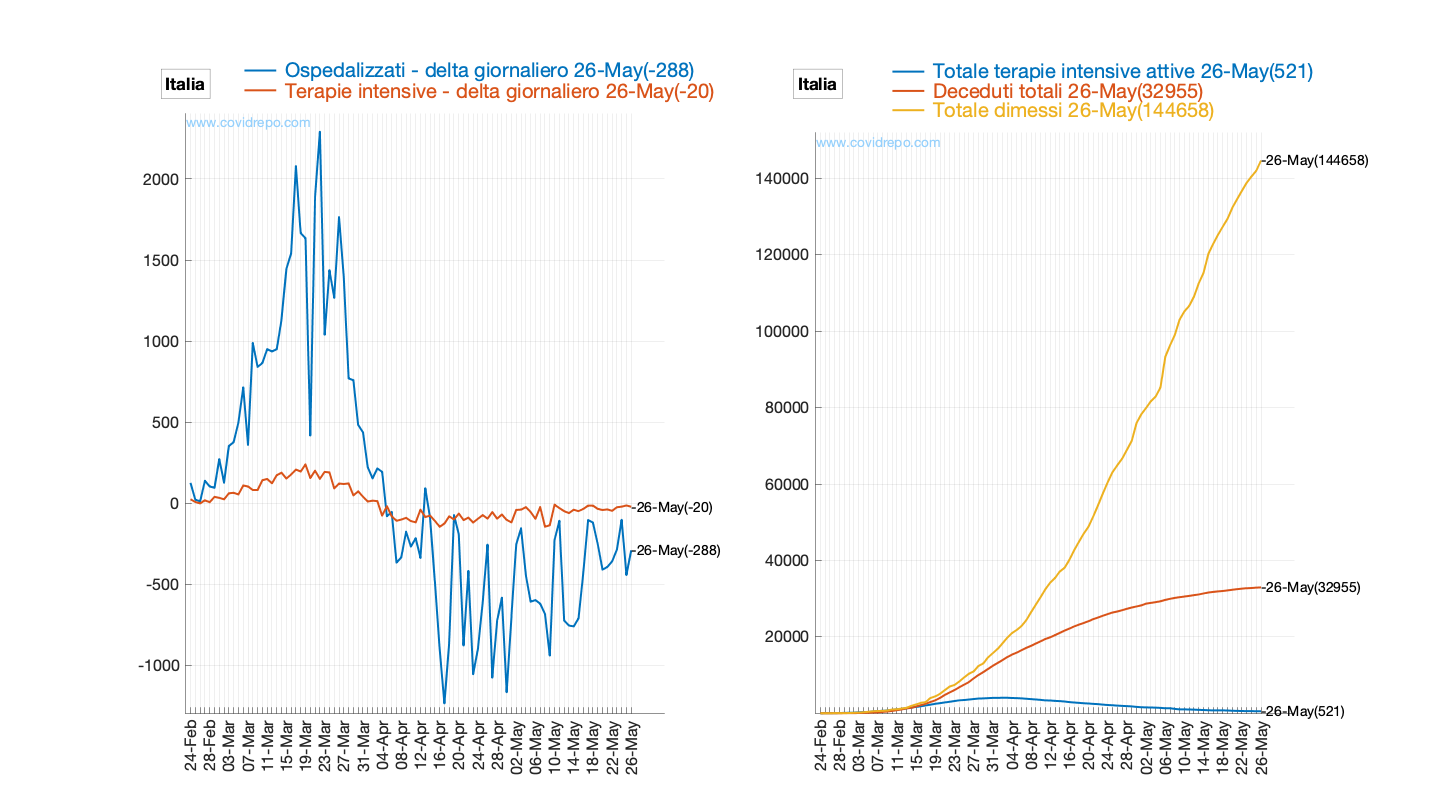 Italia
Ospedalizzati - delta giornaliero 26-May(-288)
Terapie intensive - delta giornaliero 26-May(-20)
www.covidrepo.com
2000
1500
1000
500
0
-500
-1000
-26-May(-20)
-26-May(-288)
24-Feb
28-Feb
03-Mar
07-Mar
11-Mar
15-Mar
19-Mar
23-Mar
27-Mar
31-Mar
04-Apr
08-Apr
12-Apr
16-Apr
20-Apr
24-Apr
28-Apr
02-May
06-May
10-May
14-May
18-May
22-May
26-May
Italia
Totale terapie intensive attive 26-May(521)
Deceduti totali 26-May(32955)
Totale dimessi 26-May(144658)
www.covidrepo.com
140000
120000
100000
80000
60000
40000
20000
-26-May(144658)
-26-May(32955)
-26-May(521)
24-Feb
28-Feb
03-Mar
07-Mar
11-Mar
15-Mar
19-Mar
23-Mar
27-Mar
31-Mar
04-Apr
08-Apr
12-Apr
16-Apr
20-Apr
24-Apr
28-Apr
02-May
06-May
10-May
14-May
18-May
22-May
26-May